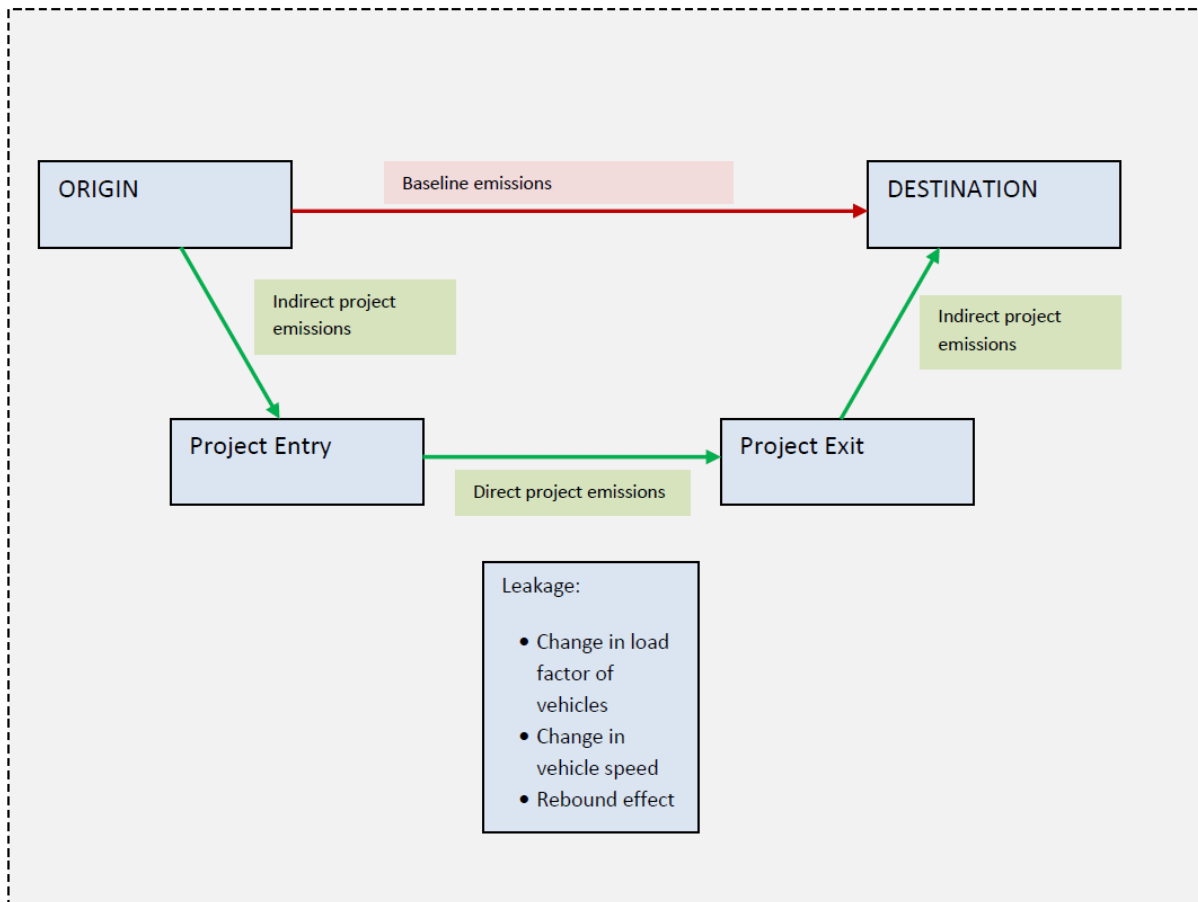 ORIGIN
Baseline emissions
DESTINATION
Indirect project
emissions
Indirect project
emissions
Project Entry
Project Exit
Direct project emissions
Leakage:
• Change in load
factor of
vehicles
• Change in
vehicle speed
• Rebound effect